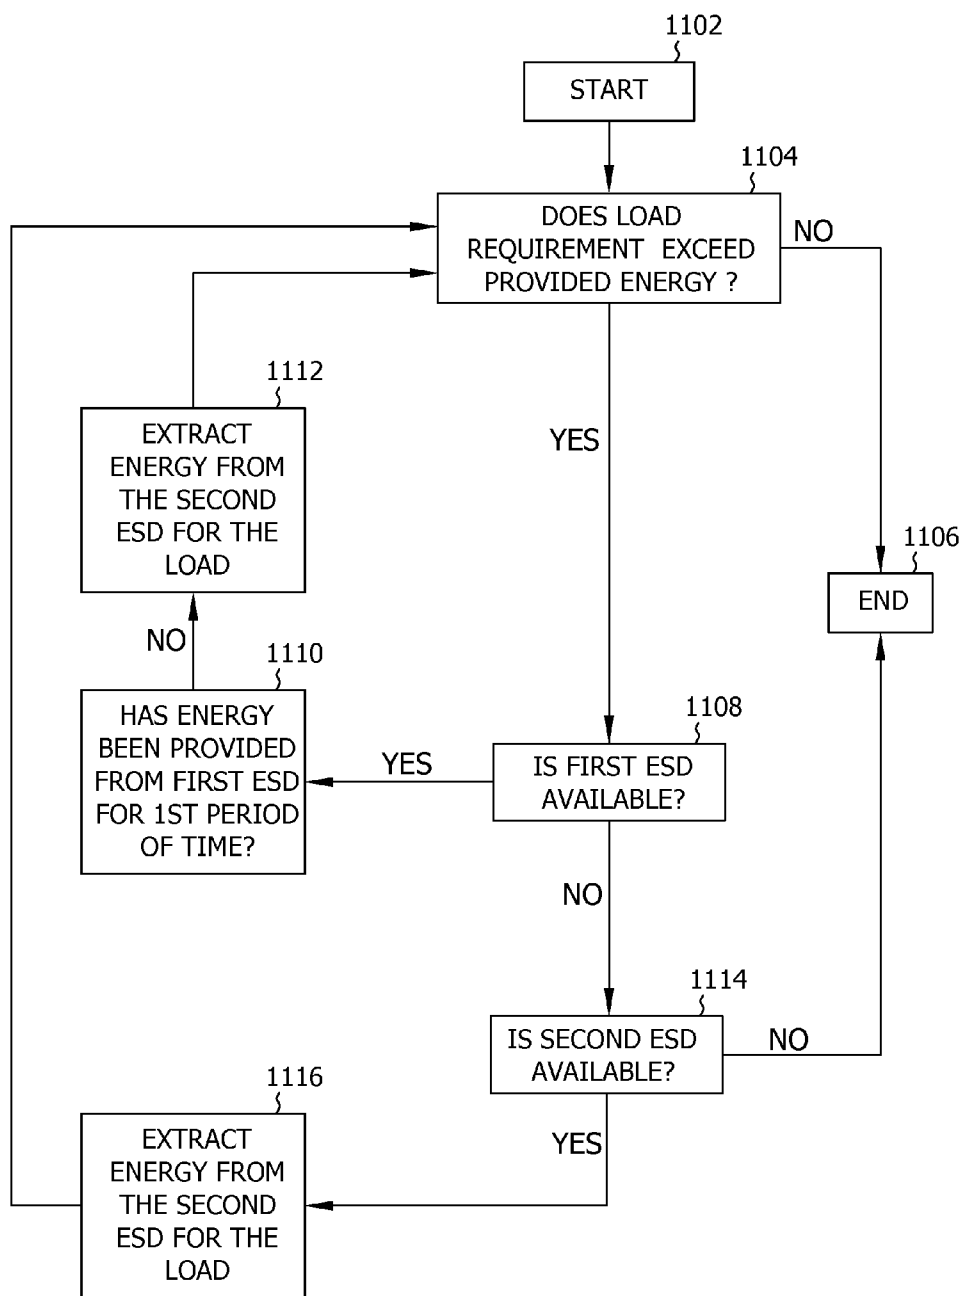 1102
START
1104
DOES LOAD
REQUIREMENT EXCEED
PROVIDED ENERGY ?
NO
1112
EXTRACT
ENERGY FROM
THE SECOND
ESD FOR THE
LOAD
YES
1106
END
NO
1110
HAS ENERGY
BEEN PROVIDED
FROM FIRST ESD
FOR 1ST PERIOD
OF TIME?
YES
1108
IS FIRST ESD
AVAILABLE?
NO
1114
IS SECOND ESD
AVAILABLE?
NO
YES
1116
EXTRACT
ENERGY FROM
THE SECOND
ESD FOR THE
LOAD